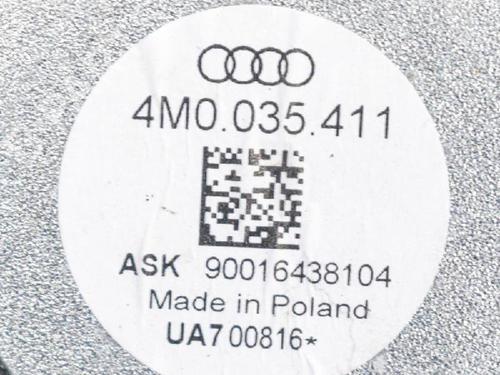 4M0.035.411
ASK 90016438104
Made in Poland
UA7 00816*